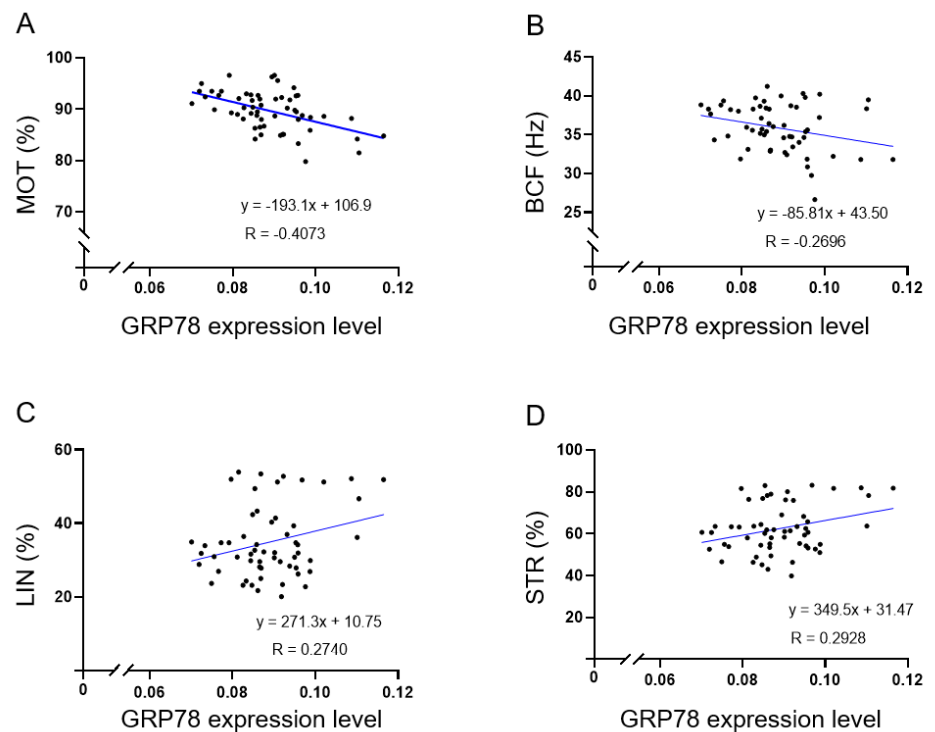 A
100
90
80
70
MOT (%)
y = -193.1x + 106.9
R = -0.4073
0 0.06 0.08 0.10 0.12
GRP78 expression level
B
45
40
35
30
25
BCF (Hz)
y = -85.81x + 43.50
R = -0.2696
0 0.06 0.08 0.10 0.12
GRP78 expression level
C
60
40
20
LIN (%)
y = 271.3x + 10.75
R = 0.2740
0 0.06 0.08 0.10 0.12
GRP78 expression level
D
100
80
60
40
20
STR (%)
y = 349.5x + 31.47
R = 0.2928
0 0.06 0.08 0.10 0.12
GRP78 expression level